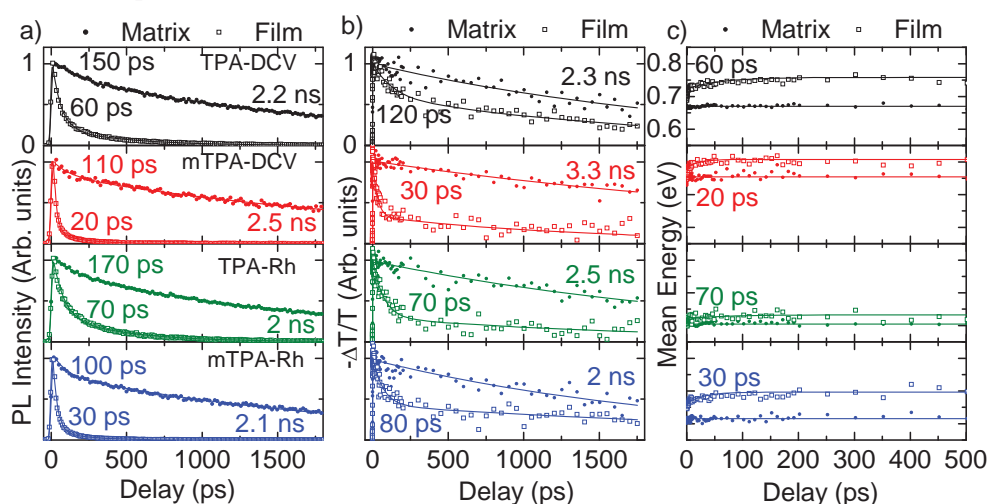 a)
• Matrix □ Film
PL Intensity (Arb. units)
1
0
150 ps
TPA-DCV
60 ps
2.2 ns
110 ps
mTPA-DCV
20 ps
2.5 ns
170 ps
TPA-Rh
70 ps
2 ns
100 ps
mTPA-Rh
30 ps
2.1 ns
0 500 1000 1500
Delay (ps)
b)
• Matrix □ Film
-ΔT/T (Arb. units)
1
0
2.3 ns
120 ps
3.3 ns
30 ps
2.5 ns
70 ps
2 ns
80 ps
0 500 1000 1500
Delay (ps)
c)
• Matrix □ Film
Mean Energy (eV)
0.7
0.6
60 ps
20 ps
70 ps
30 ps
0 100 200 300 400 500
Delay (ps)